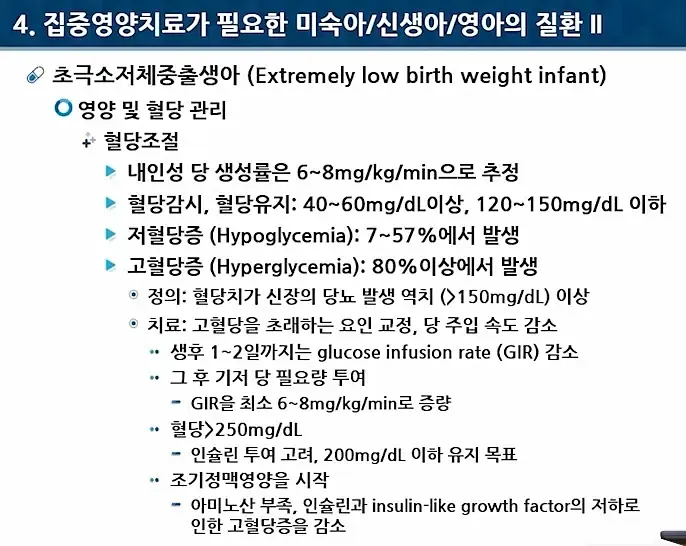 4. 집중영양치료가 필요한 미숙아/신생아/영아의 질환 II
초극소저체중출생아 (Extremely low birth weight infant)
영양 및 혈당 관리
혈당조절
내인성 당 생성률은 6~8mg/kg/min으로 추정
혈당감시, 혈당유지: 40~60mg/dL이상, 120~150mg/dL 이하
저혈당증 (Hypoglycemia): 7~57%에서 발생
고혈당증 (Hyperglycemia): 80%이상에서 발생
정의: 혈당치가 신장의 당뇨 발생 역치 (>150mg/dL) 이상
치료: 고혈당을 초래하는 요인 교정, 당 주입 속도 감소
생후 1~2일까지는 glucose infusion rate (GIR) 감소
그 후 기저 당 필요량 투여
- GIR을 최소 6~8mg/kg/min로 증량
혈당>250mg/dL
- 인슐린 투여 고려, 200mg/dL 이하 유지 목표
조기정맥영양을 시작
- 아미노산 부족, 인슐린과 insulin-like growth factor의 저하로
인한 고혈당증을 감소